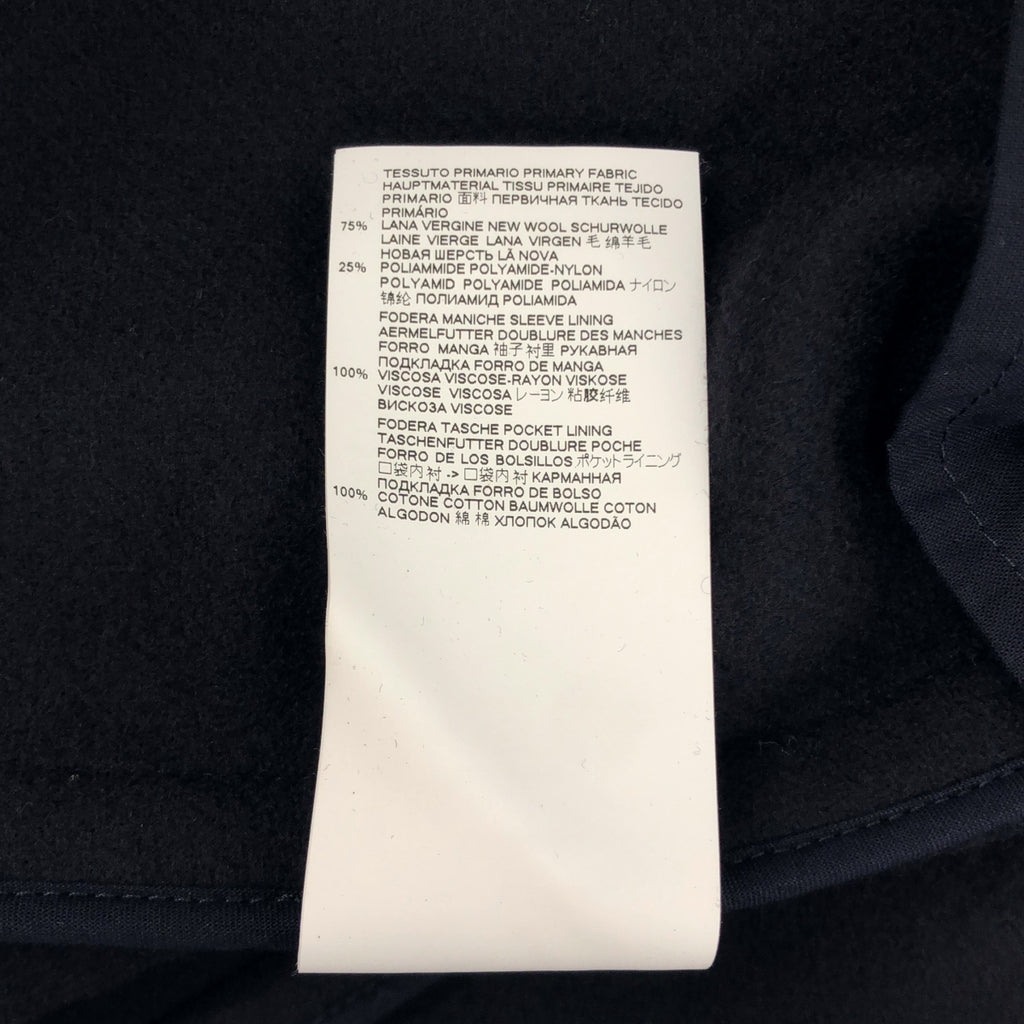 TESSUTO PRIMARIO PRIMARY FABRIC
HAUPTMATERIAL TISSU PRIMAIRE TEJIDO
PRIMARIO 面料 ПЕРВИЧНАЯ ТКАНЬ TECIDO
PRIMÁRIO
75% LANA VERGINE NEW WOOL SCHURWOLLE
LAINE VIERGE LANA VIRGEN 毛 绵羊毛
НОВАЯ ШЕРСТЬ LÃ NOVA
25% POLIAMMIDE POLYAMIDE-NYLON
POLYAMID POLYAMIDE POLIAMIDA ナイロン
锦纶 ПОЛИАМИД POLIAMIDA
FODERA MANICHE SLEEVE LINING
AERMELFUTTER DOUBLURE DES MANCHES
FORRO MANGA 袖子 衬里 РУКАВНАЯ
ПОДКЛАДКА FORRO DE MANGA
100% VISCOSA VISCOSE-RAYON VISKOSE
VISCOSE VISCOSA レーヨン 粘胶纤维
ВИСКОЗА VISCOSE
FODERA TASCHE POCKET LINING
TASCHENFUTTER DOUBLURE POCHE
FORRO DE LOS BOLSILLOS ポケットライニング
口袋内衬 -> 口袋内衬 КАРМАННАЯ
ПОДКЛАДКА FORRO DE BOLSO
100% COTONE COTTON BAUMWOLLE COTON
ALGODON 綿 棉 ХЛОПОК ALGODÃO